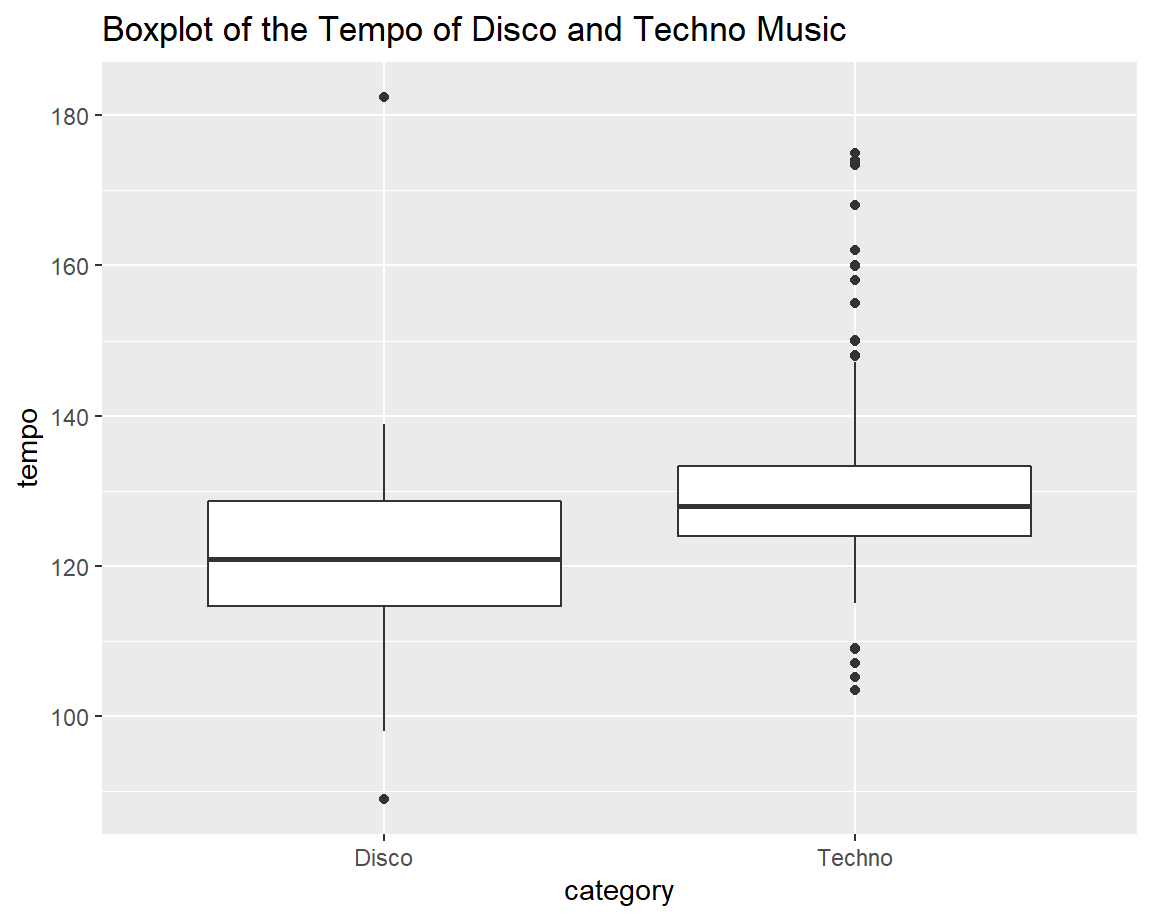 Boxplot of the Tempo of Disco and Techno Music
180
160
140
120
100
tempo
Disco Techno
category